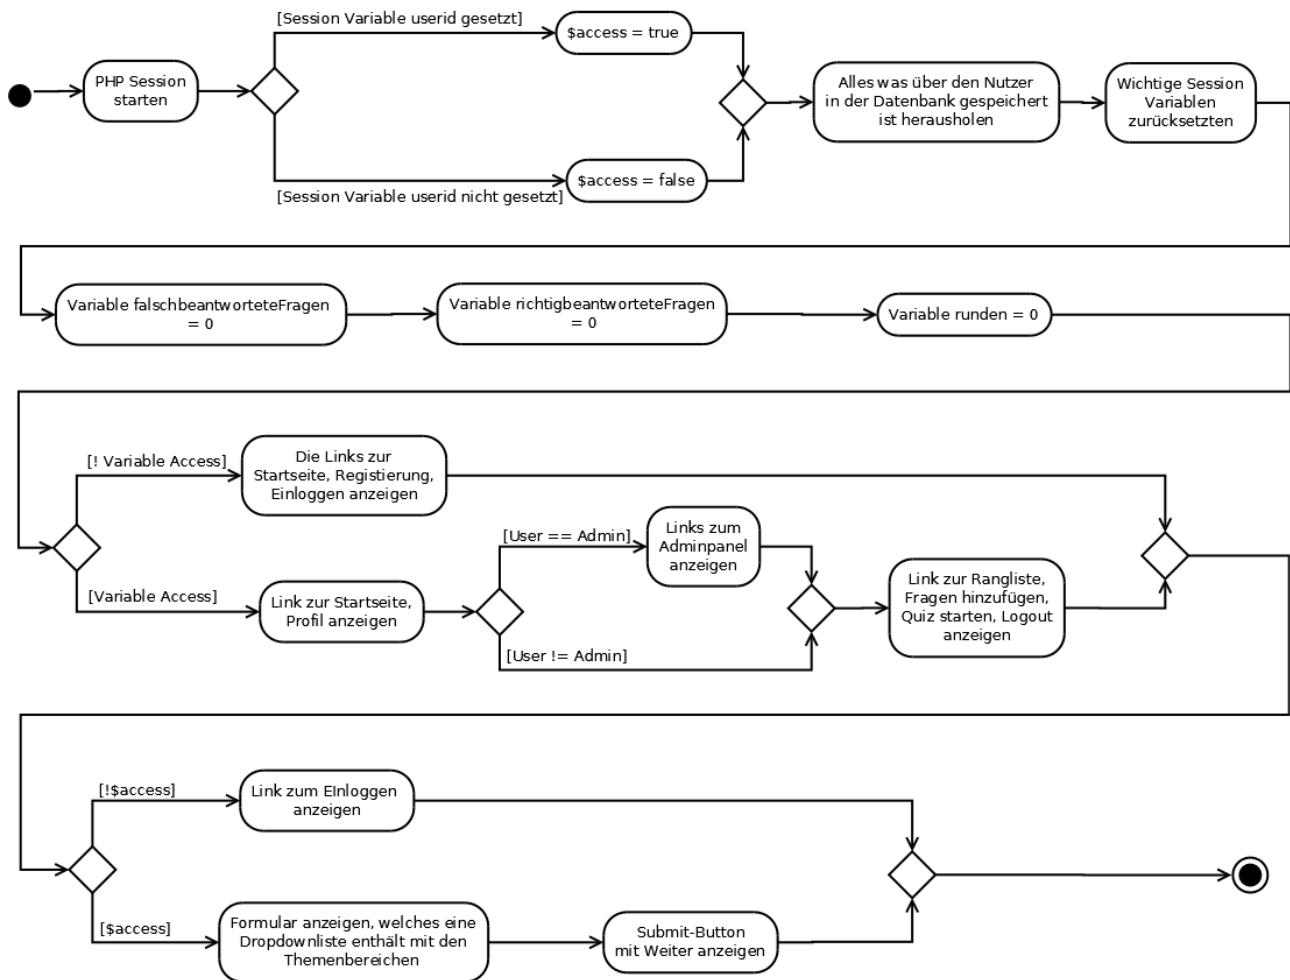 [Session Variable userid gesetzt]
$access = true
PHP Session
starten
Alles was über den Nutzer
in der Datenbank gespeichert
ist herausholen
Wichtige Session
Variablen
zurücksetzten
$access = false
[Session Variable userid nicht gesetzt]
Variable falschbeantworteteFragen
= 0
Variable richtigbeantworteteFragen
= 0
Variable runden = 0
[! Variable Access]
Die Links zur
Startseite, Registierung,
Einloggen anzeigen
[User == Admin]
Links zum
Adminpanel
anzeigen
[Variable Access]
Link zur Startseite,
Profil anzeigen
Link zur Rangliste,
Fragen hinzufügen,
Quiz starten, Logout
anzeigen
[User != Admin]
[!$access]
Link zum EInloggen
anzeigen
[$access]
Formular anzeigen, welches eine
Dropdownliste enthält mit den
Themenbereichen
Submit-Button
mit Weiter anzeigen